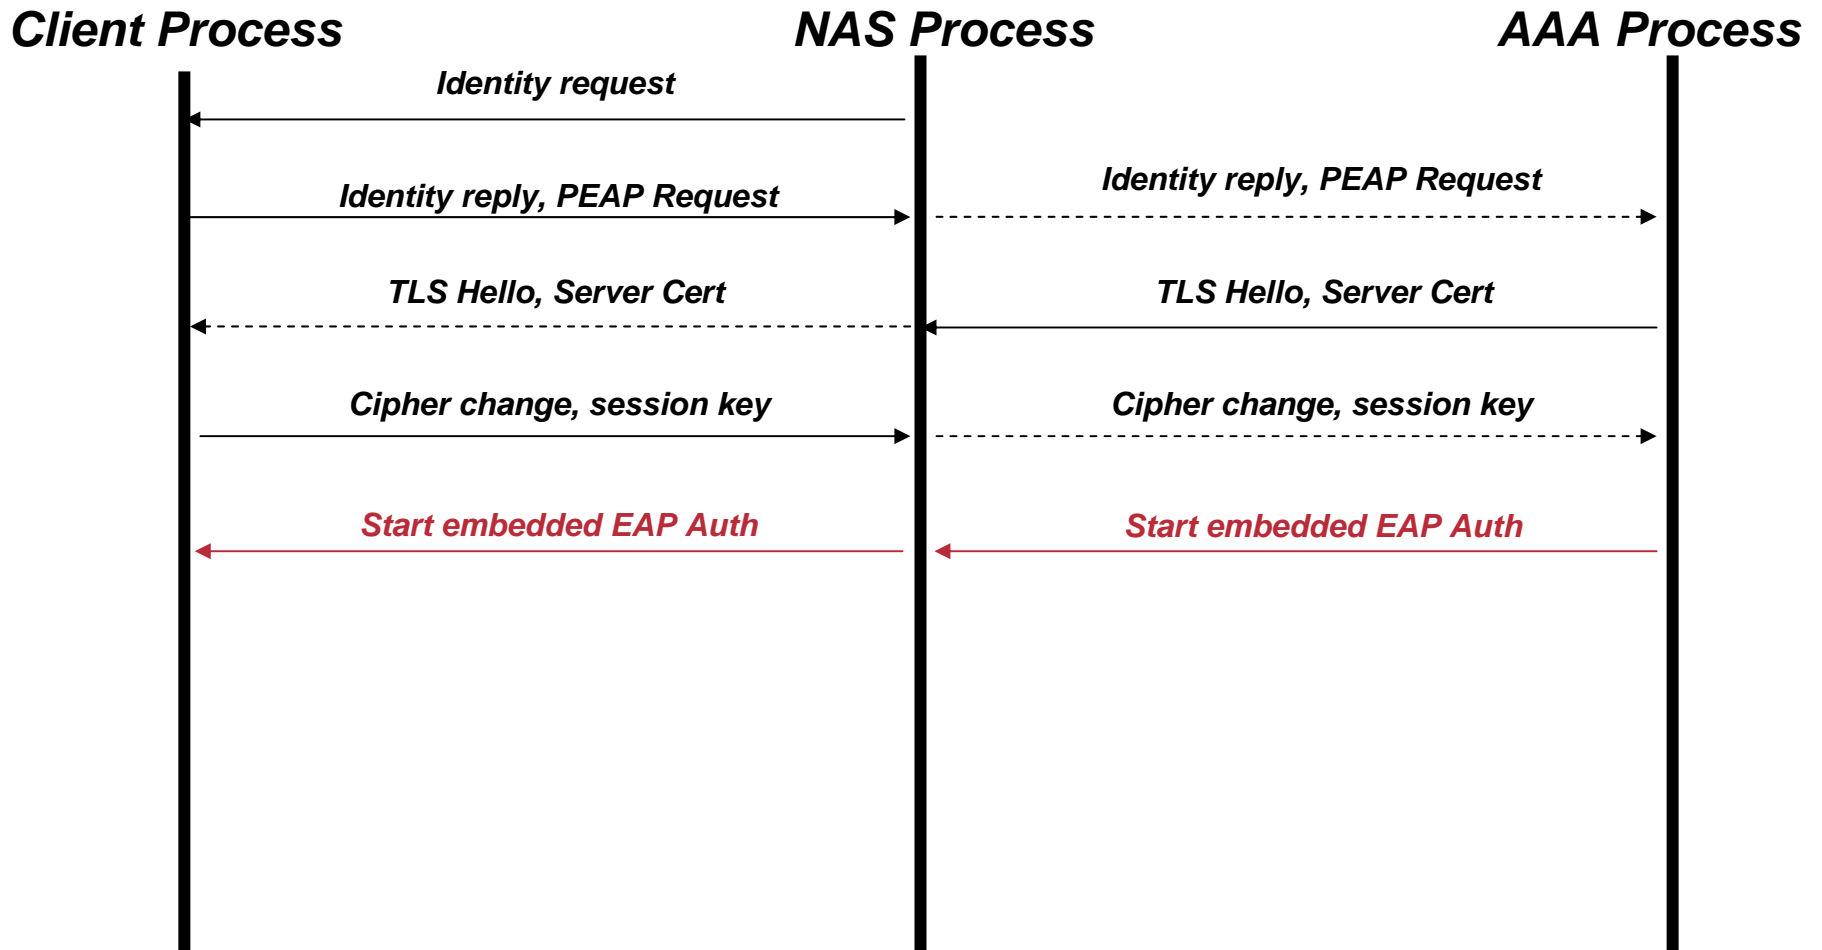 Client Process
NAS Process
AAA Process
Identity request
Identity reply, PEAP Request
Identity reply, PEAP Request
TLS Hello, Server Cert
TLS Hello, Server Cert
Cipher change, session key
Cipher change, session key
Start embedded EAP Auth
Start embedded EAP Auth